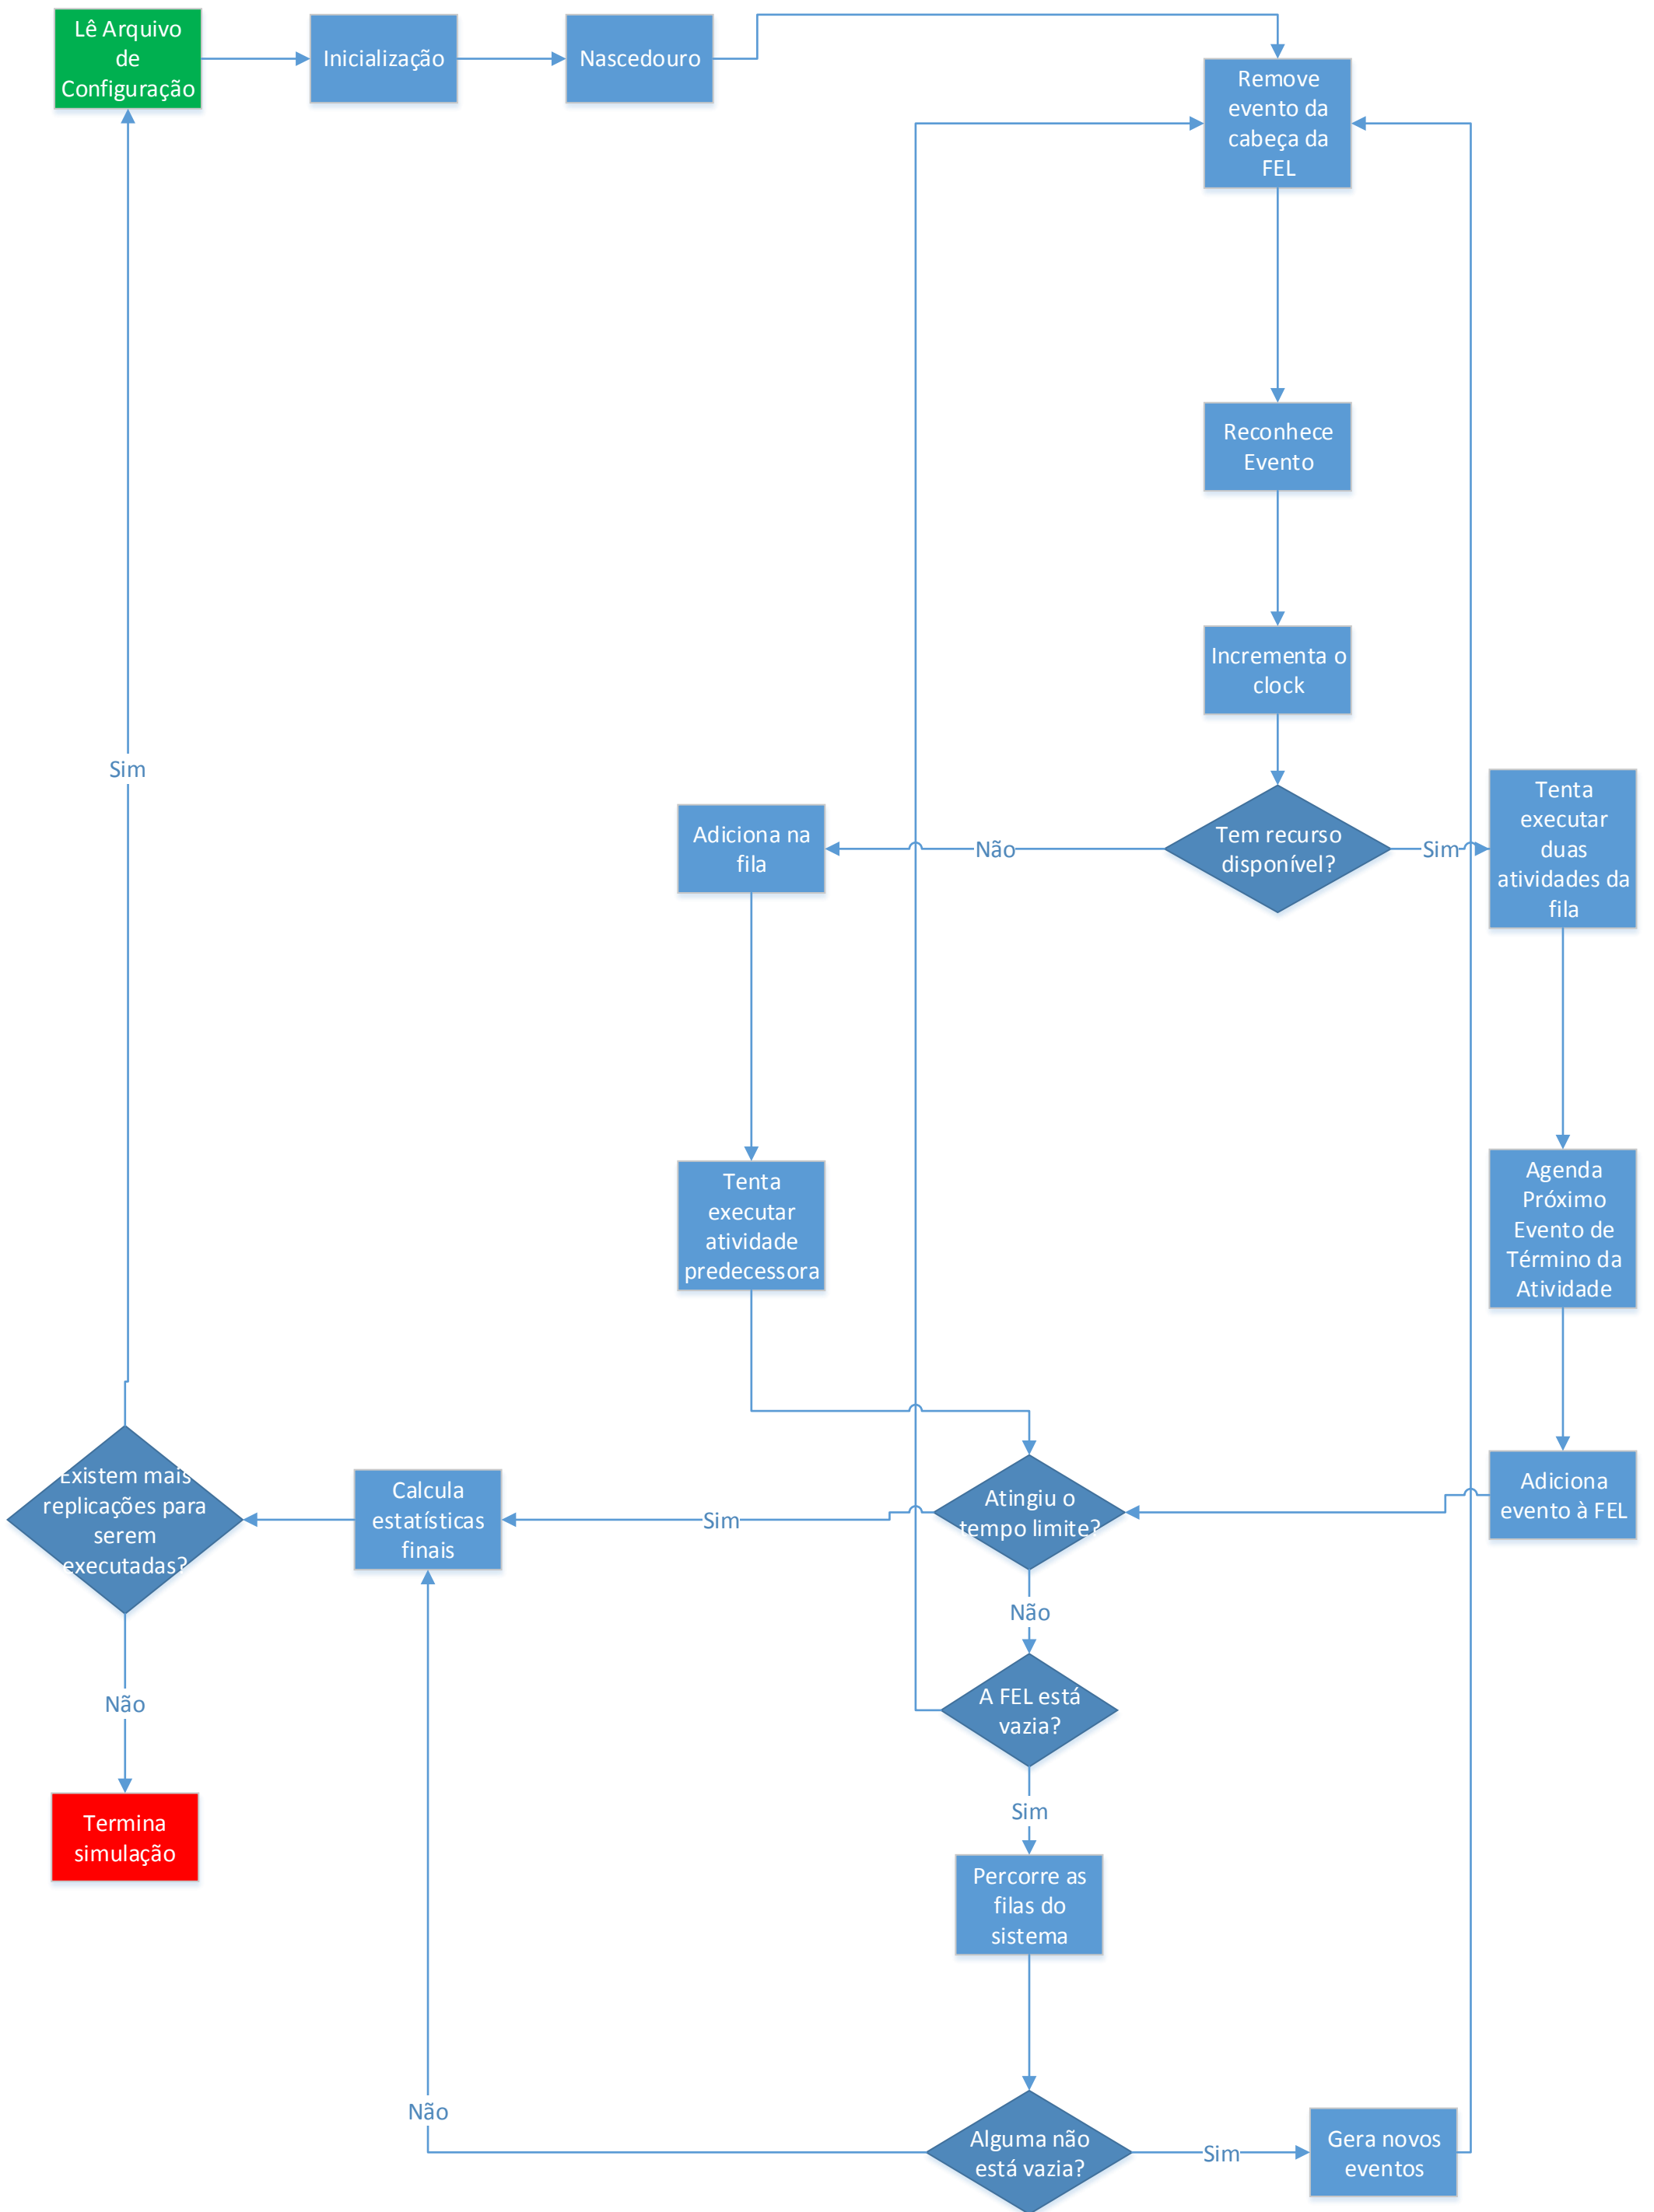 Lê Arquivo
de
Configuração
Inicialização
Nascedouro
Remove
evento da
cabeça da
FEL
Reconhece
Evento
Incrementa o
clock
Sim
Adiciona na
fila
Não
Tem recurso
disponível?
Sim
Tenta
executar
duas
atividades da
fila
Tenta
executar
atividade
predecessora
Agenda
Próximo
Evento de
Término da
Atividade
Existem mais
replicações para
serem
executadas?
Calcula
estatísticas
finais
Sim
Atingiu o
tempo limite?
Adiciona
evento à FEL
Não
Não
A FEL está
vazia?
Sim
Termina
simulação
Percorre as
filas do
sistema
Não
Alguma não
está vazia?
Sim
Gera novos
eventos